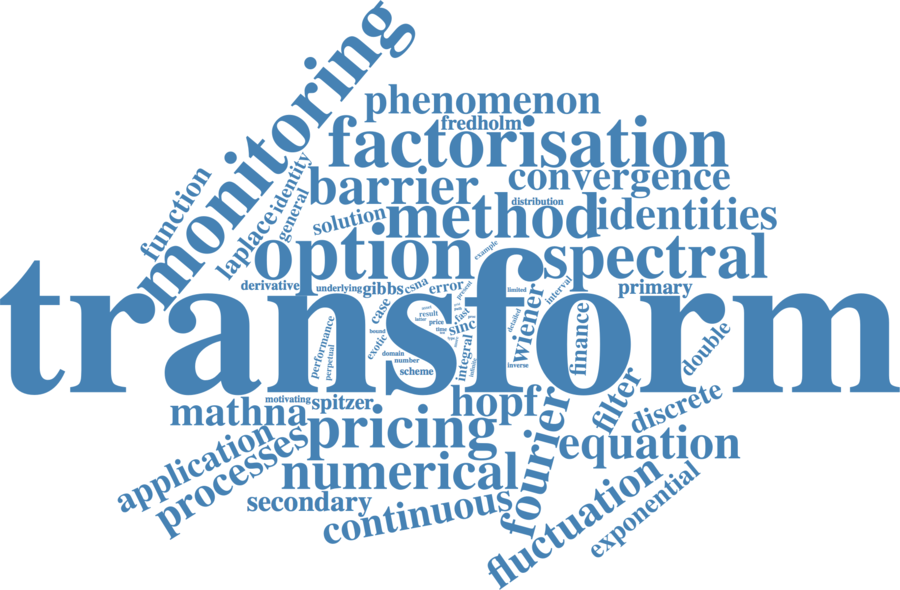 monitoring
phenomenon
fredholm
factorisation
function
laplace
identity
general
barrier
convergence
distribution
solution
method
identities
option
example
spectral
derivative
underlying
gibbs
csna
error
present
limited
interval
primary
transform
case
result
latter
price
time
fast
sinc
detailed
wiener
finance
double
performance
perpetual
bound
exotic
domain
number
scheme
integral
infinite
inverse
motivating
mathna
spitzer
hopf
filter
discrete
application
processes
pricing
fourier
equation
numerical
secondary
continuous
fluctuation
exponential